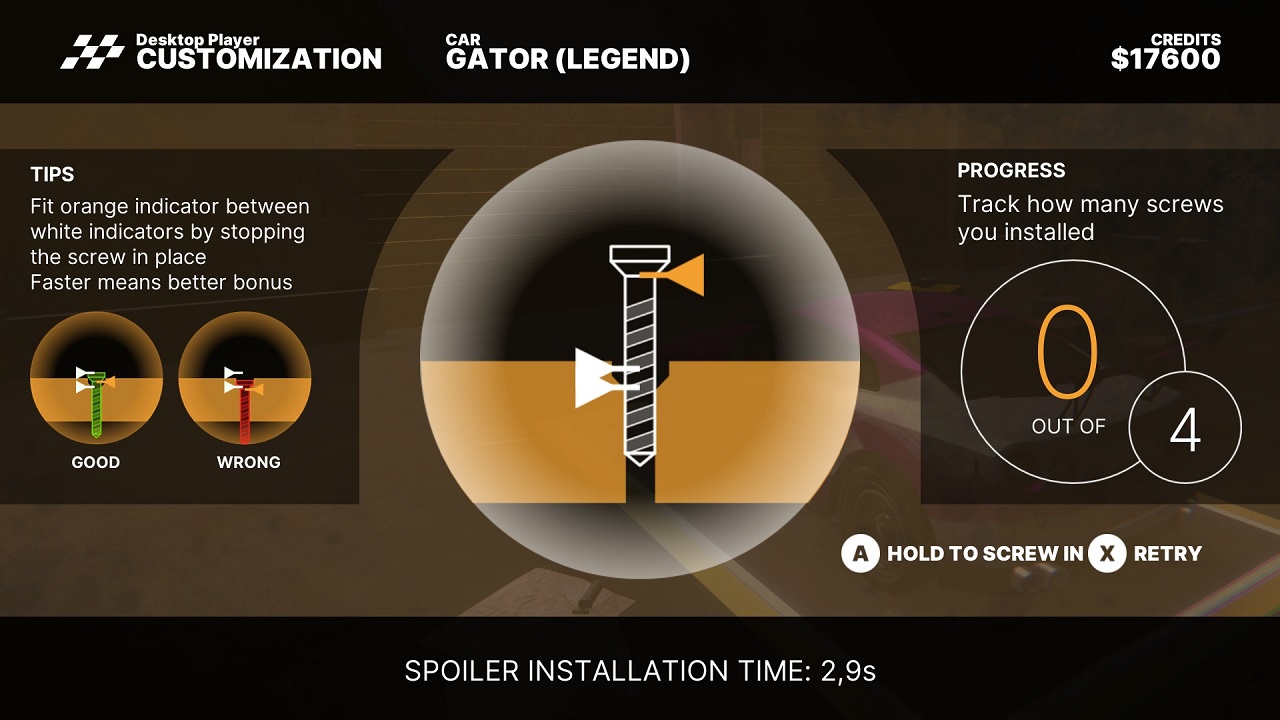 Desktop Player
CUSTOMIZATION
CAR
GATOR (LEGEND)
CREDITS
$17600
TIPS
Fit orange indicator between
white indicators by stopping
the screw in place
Faster means better bonus
GOOD
WRONG
PROGRESS
Track how many screws
you installed
0
OUT OF
4
A HOLD TO SCREW IN X RETRY
SPOILER INSTALLATION TIME: 2,9s